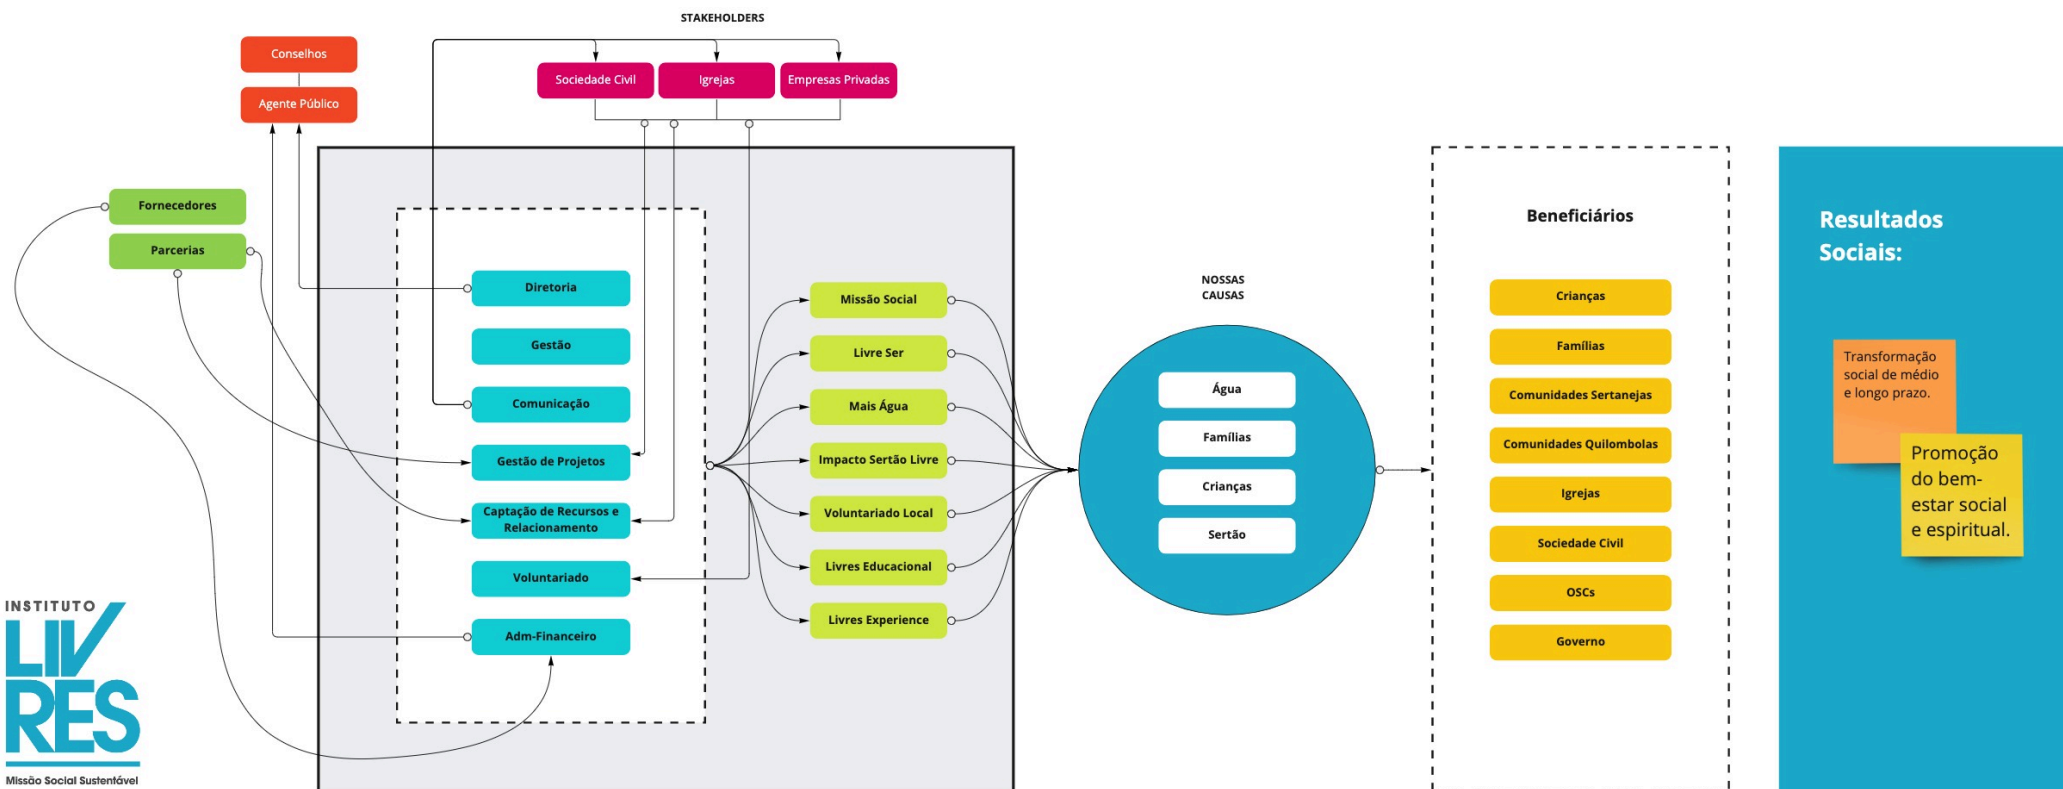 STAKEHOLDERS
Conselhos
Agente Público
Sociedade Civil
Igrejas
Empresas Privadas
Fornecedores
Parcerias
Diretoria
Gestão
Comunicação
Gestão de Projetos
Captação de Recursos e
Relacionamento
Voluntariado
Adm-Financeiro
Missão Social
Livre Ser
Mais Água
Impacto Sertão Livre
Voluntariado Local
Livres Educacional
Livres Experience
NOSSAS
CAUSAS
Água
Famílias
Crianças
Sertão
Beneficiários
Crianças
Famílias
Comunidades Sertanejas
Comunidades Quilombolas
Igrejas
Sociedade Civil
OSCs
Governo
Resultados
Sociais:
Transformação
social de médio
e longo prazo.
Promoção
do bem-
estar social
e espiritual.
INSTITUTO
LIV
RES
Missão Social Sustentável